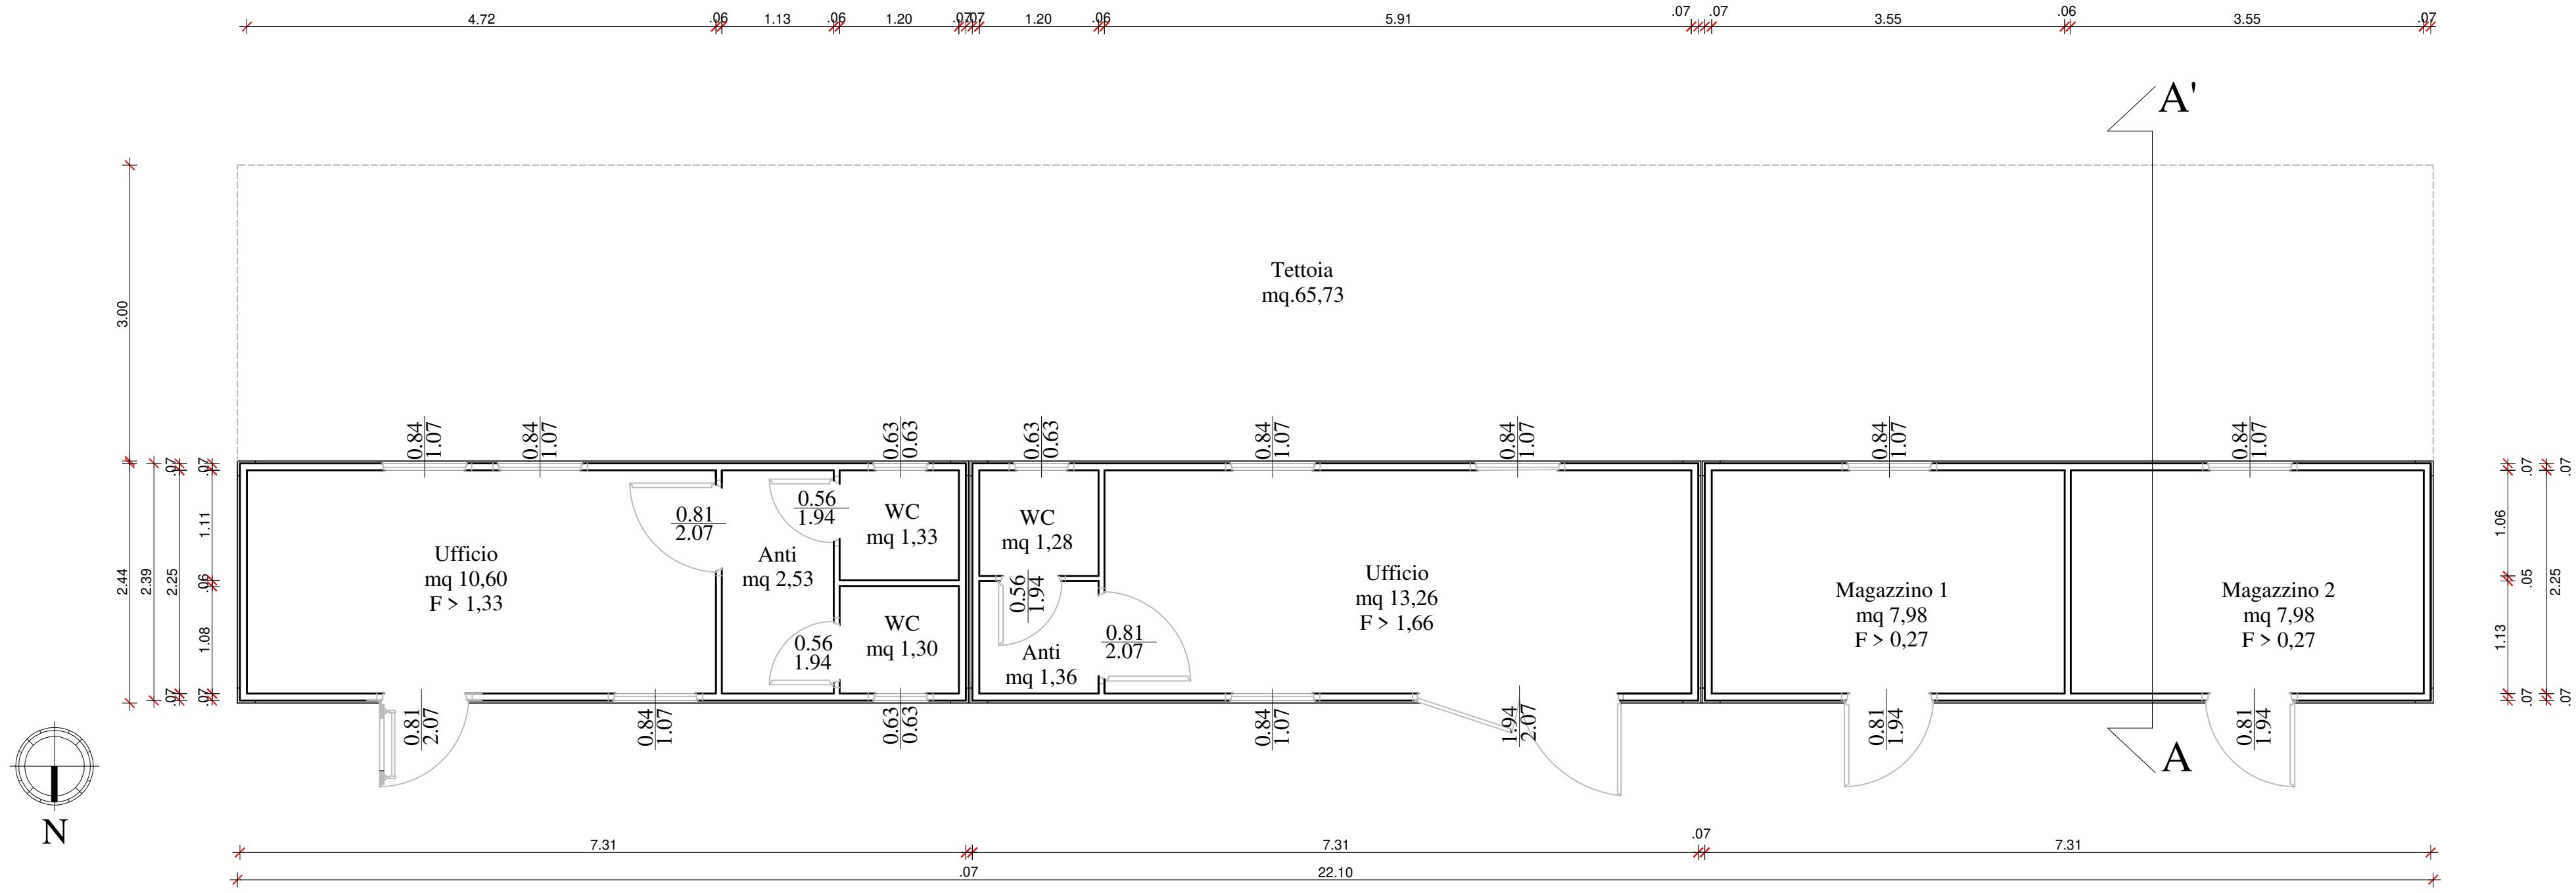 4.72 .06 1.13 .06 1.20 .07 .07 1.20 .06 5.91 .07 .07 3.55 .06 3.55 .07
A'
3.00
Tettoia
mq.65,73
0.84
1.07
0.84
1.07
0.63
0.63
0.63
0.63
0.84
1.07
0.84
1.07
0.84
1.07
0.84
1.07
2.44
2.39
.07
2.25
.07
.07
1.11
.06
1.08
.07
Ufficio
mq 10,60
F > 1,33
0.81
2.07
0.56
1.94
Anti
mq 2,53
0.56
1.94
WC
mq 1,33
WC
mq 1,30
WC
mq 1,28
0.56
1.94
Anti
mq 1,36
0.81
2.07
Ufficio
mq 13,26
F > 1,66
Magazzino 1
mq 7,98
F > 0,27
Magazzino 2
mq 7,98
F > 0,27
.07
1.06
.05
1.13
.07
.07
2.25
.07
0.81
2.07
0.84
1.07
0.63
0.63
0.84
1.07
1.94
2.07
0.81
1.94
0.81
1.94
A
N
7.31 7.31 .07 7.31
.07 22.10